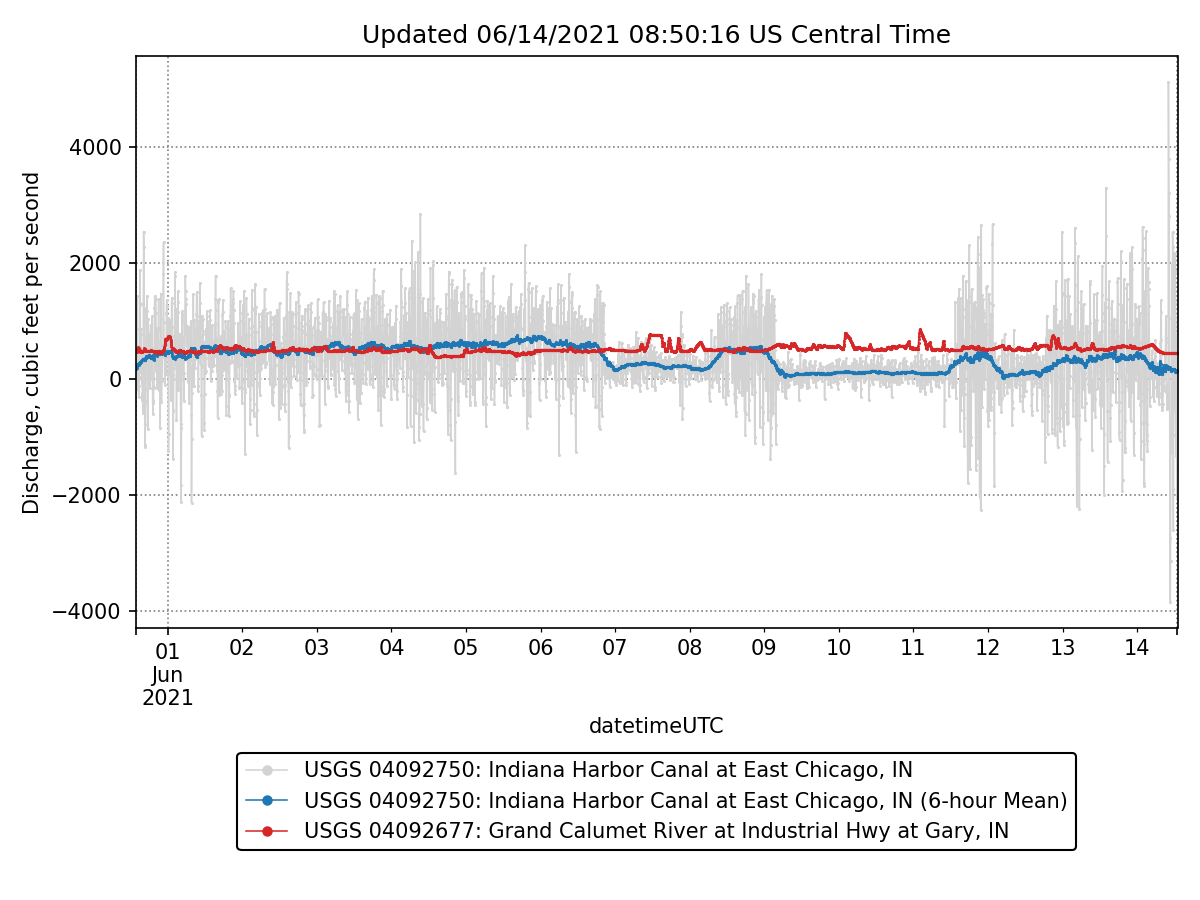 Updated 06/14/2021 08:50:16 US Central Time
Discharge, cubic feet per second
4000
2000
0
−2000
−4000
01 02 03 04 05 06 07 08 09 10 11 12 13 14
Jun
2021
datetimeUTC
USGS 04092750: Indiana Harbor Canal at East Chicago, IN
USGS 04092750: Indiana Harbor Canal at East Chicago, IN (6-hour Mean)
USGS 04092677: Grand Calumet River at Industrial Hwy at Gary, IN